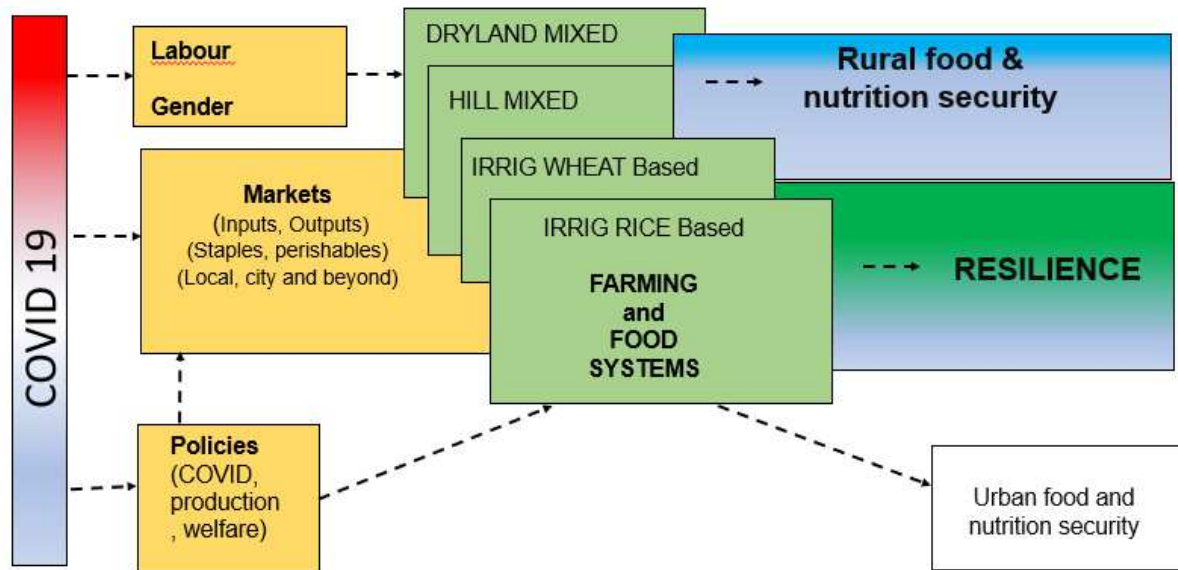 COVID 19
Labour
Gender
Markets
(Inputs, Outputs)
(Staples, perishables)
(Local, city and beyond)
Policies
(COVID,
production
, welfare)
DRYLAND MIXED
HILL MIXED
IRRIG WHEAT Based
IRRIG RICE Based
FARMING
and
FOOD
SYSTEMS
Rural food &
nutrition security
RESILIENCE
Urban food and
nutrition security